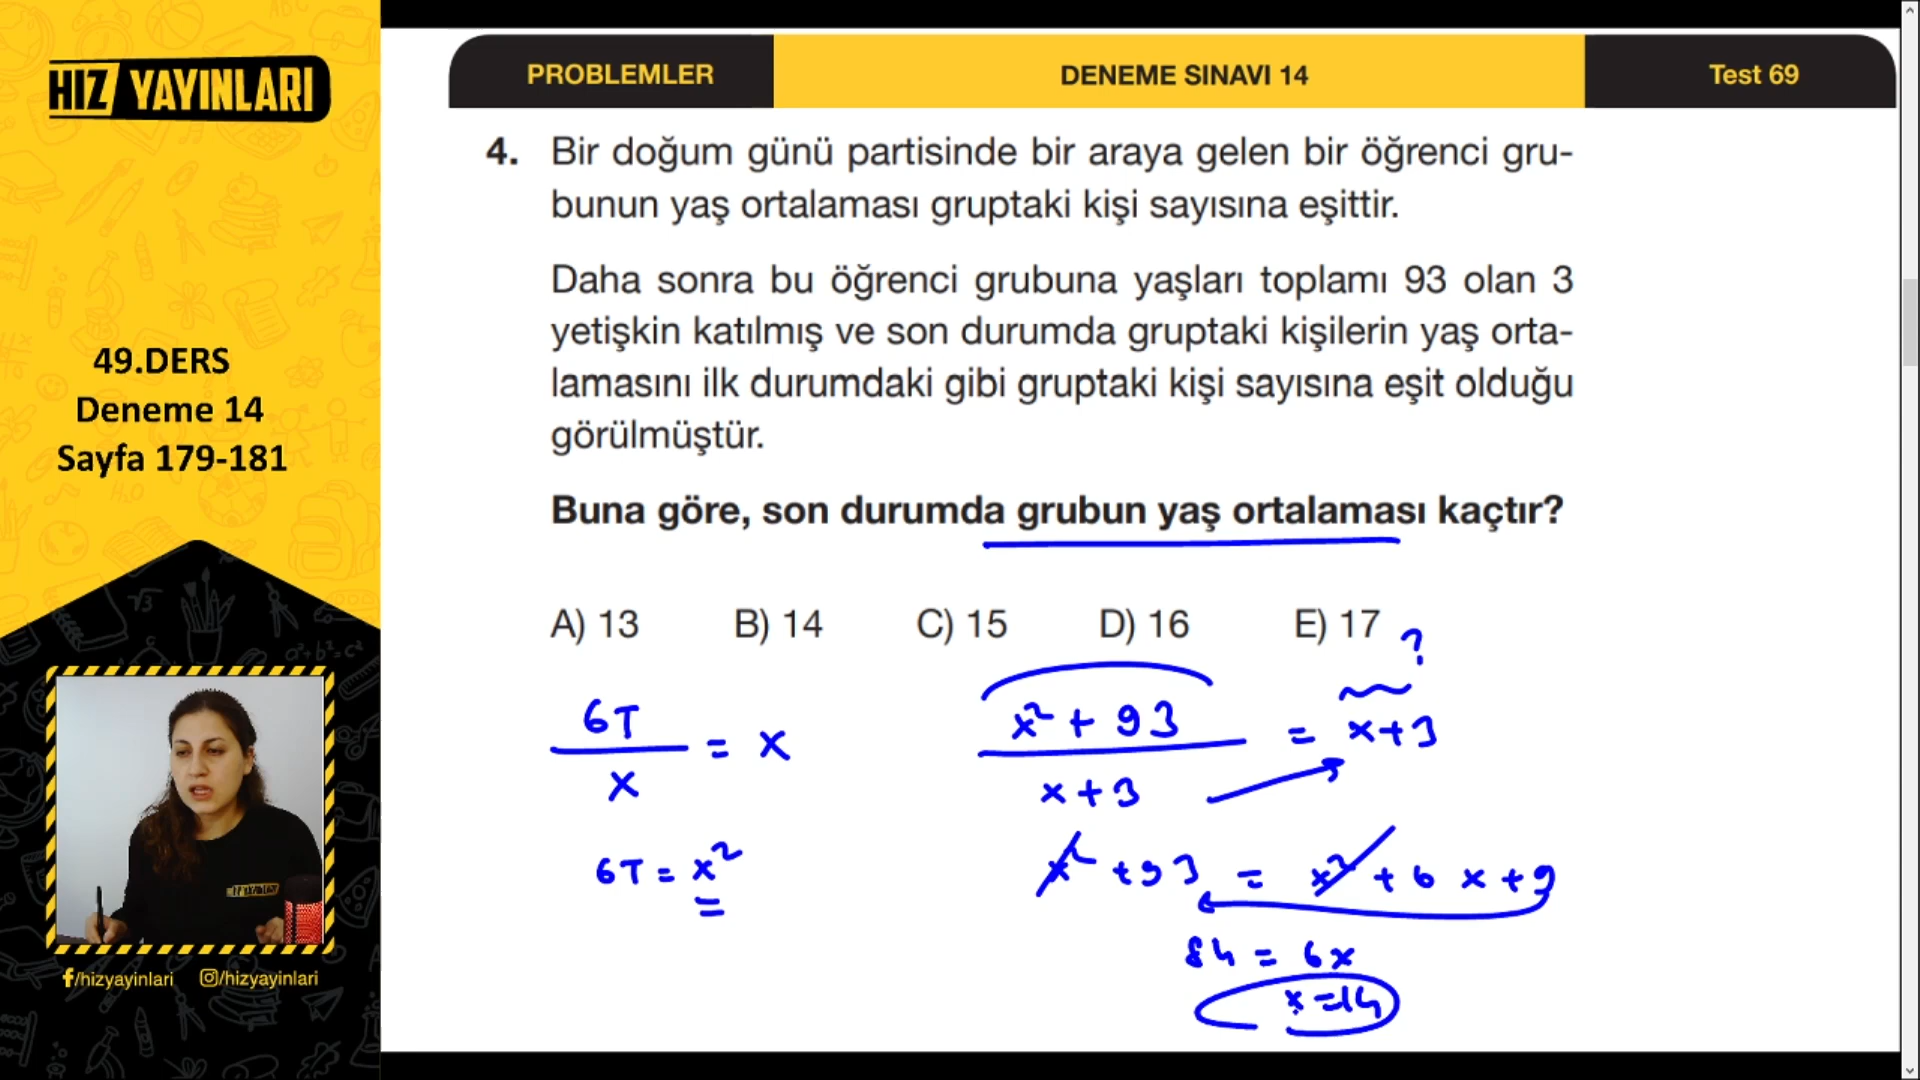 HIZ YAYINLARI
PROBLEMLER
DENEME SINAVI 14
Test 69
49.DERS
Deneme 14
Sayfa 179-181
4. Bir doğum günü partisinde bir araya gelen bir öğrenci gru-
bunun yaş ortalaması gruptaki kişi sayısına eşittir.
Daha sonra bu öğrenci grubuna yaşları toplamı 93 olan 3
yetişkin katılmış ve son durumda gruptaki kişilerin yaş orta-
lamasını ilk durumdaki gibi gruptaki kişi sayısına eşit olduğu
görülmüştür.
Buna göre, son durumda grubun yaş ortalaması kaçtır?
A) 13 B) 14 C) 15 D) 16 E) 17
?
6T / x = x
x² + 93 / x+3 = x+3
6T = x²
x² + 93 = x² + 6x+9
84 = 6x
x=14
HIZ YAYINLARI
f/hizyayinlari /hizyayinlari